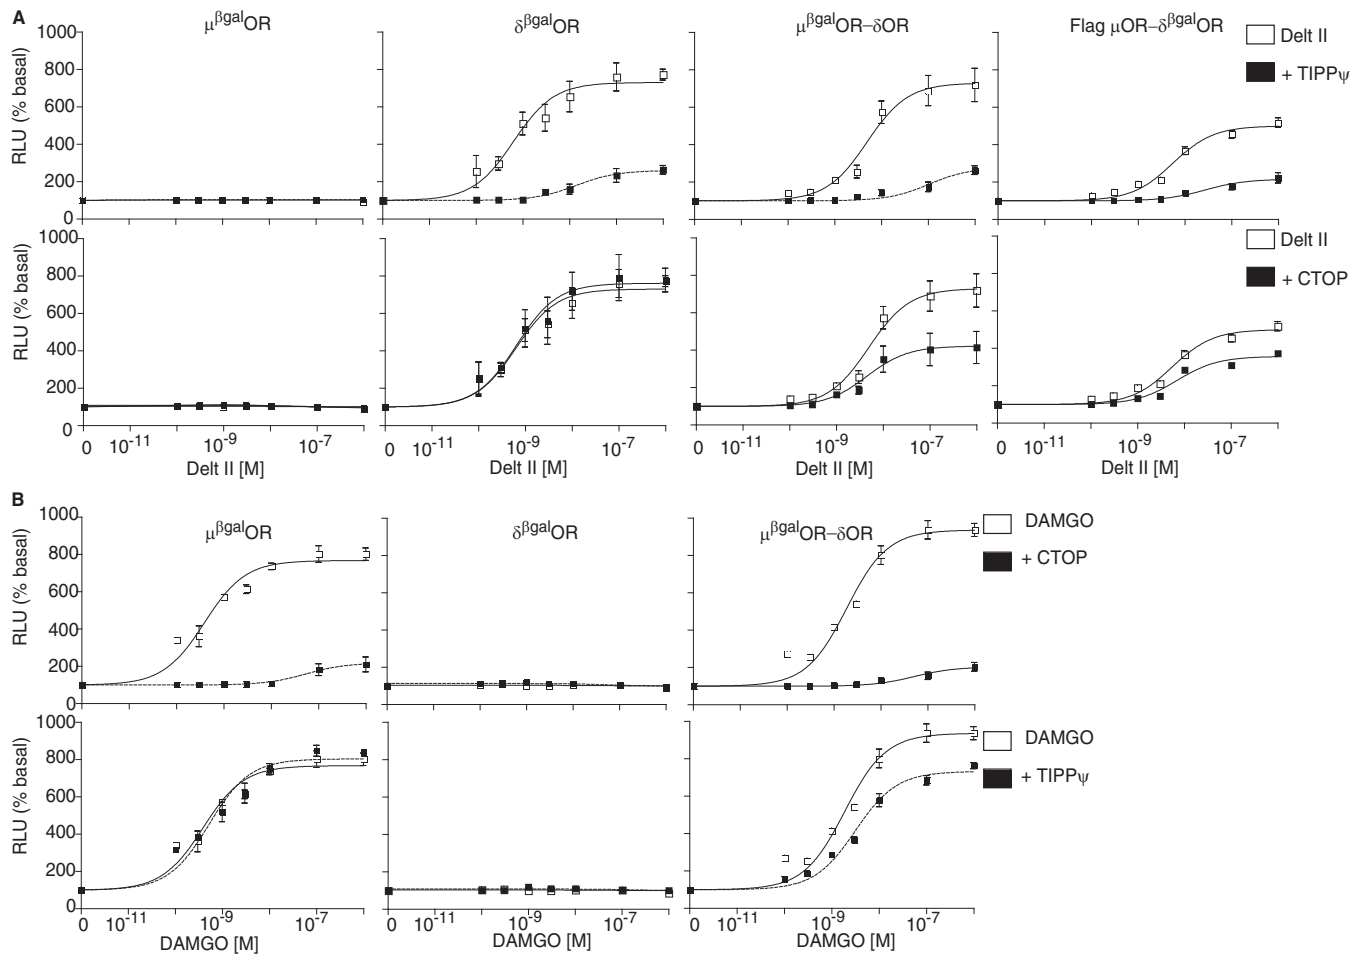 A
μβgalOR
δβgalOR
μβgalOR–δOR
Flag μOR–δβgalOR
Delt II
+ TIPPψ
RLU (% basal)
1000
800
600
400
200
0
Delt II
+ CTOP
RLU (% basal)
1000
800
600
400
200
0
0 10-11 10-9 10-7
0 10-11 10-9 10-7
0 10-11 10-9 10-7
0 10-11 10-9 10-7
Delt II [M]
Delt II [M]
Delt II [M]
Delt II [M]
B
μβgalOR
δβgalOR
μβgalOR–δOR
DAMGO
+ CTOP
RLU (% basal)
1000
800
600
400
200
0
DAMGO
+ TIPPψ
RLU (% basal)
1000
800
600
400
200
0
0 10-11 10-9 10-7
0 10-11 10-9 10-7
0 10-11 10-9 10-7
DAMGO [M]
DAMGO [M]
DAMGO [M]